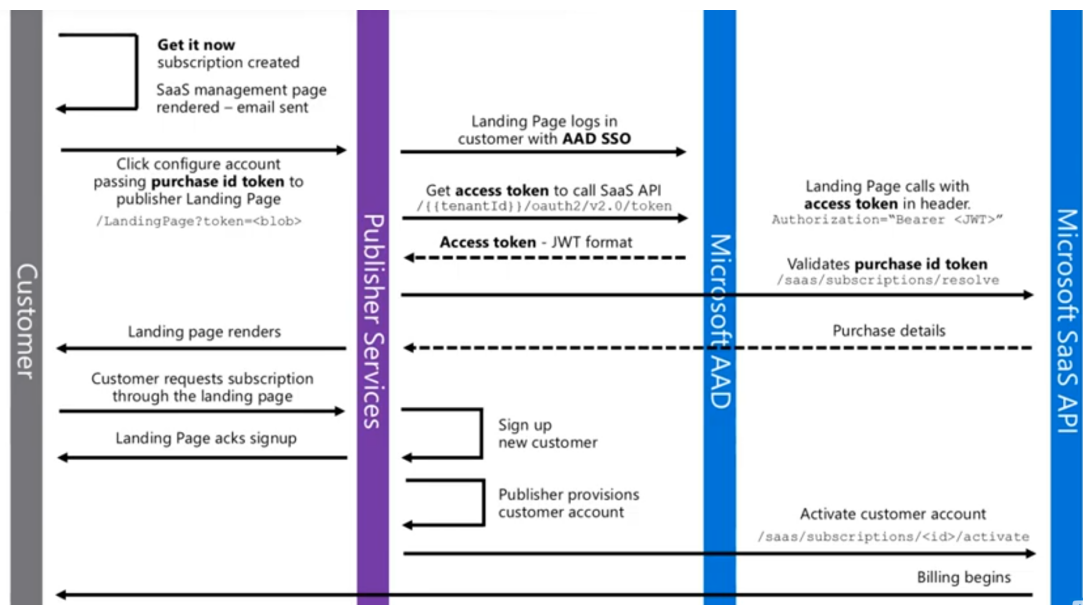 Get it now
subscription created
SaaS management page
rendered – email sent
Click configure account
passing purchase id token to
publisher Landing Page
/LandingPage?token=<blob>
Landing Page logs in
customer with AAD SSO
Get access token to call SaaS API
/{{tenantId}}/oauth2/v2.0/token
Access token - JWT format
Landing Page calls with
access token in header.
Authorization="Bearer <JWT>"
Validates purchase id token
/saas/subscriptions/resolve
Landing page renders
Purchase details
Customer requests subscription
through the landing page
Landing Page acks signup
Sign up
new customer
Publisher provisions
customer account
Activate customer account
/saas/subscriptions/<id>/activate
Billing begins
Customer
Publisher Services
Microsoft AAD
Microsoft SaaS API